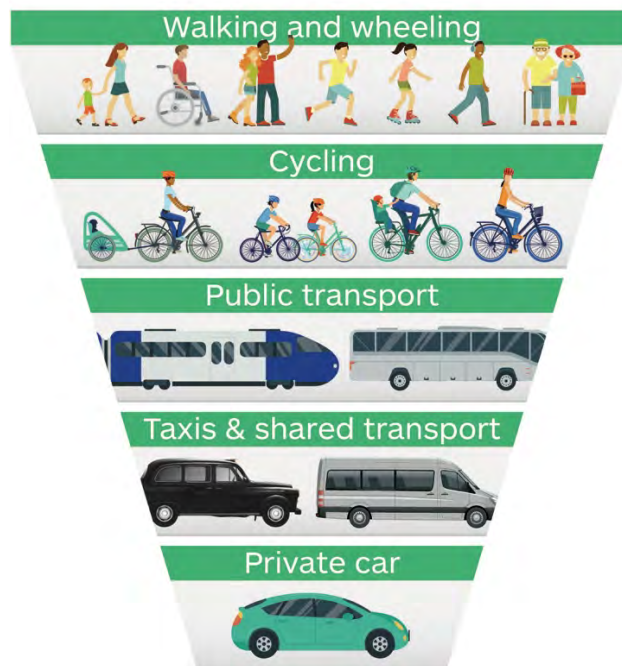 Walking and wheeling
Cycling
Public transport
Taxis & shared transport
Private car